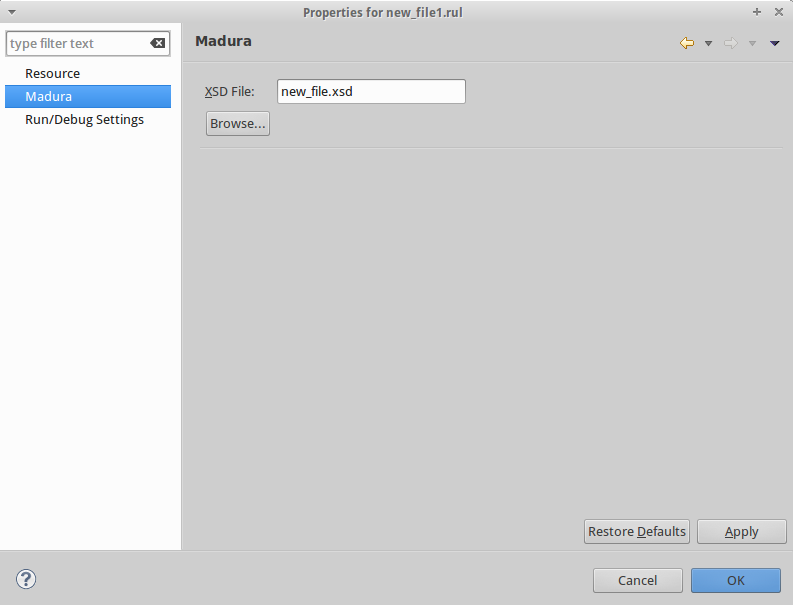 Properties for new_file1.rul
type filter text
Resource
Madura
Run/Debug Settings
Madura
XSD File: new_file.xsd
Browse...
Restore Defaults Apply
? Cancel OK